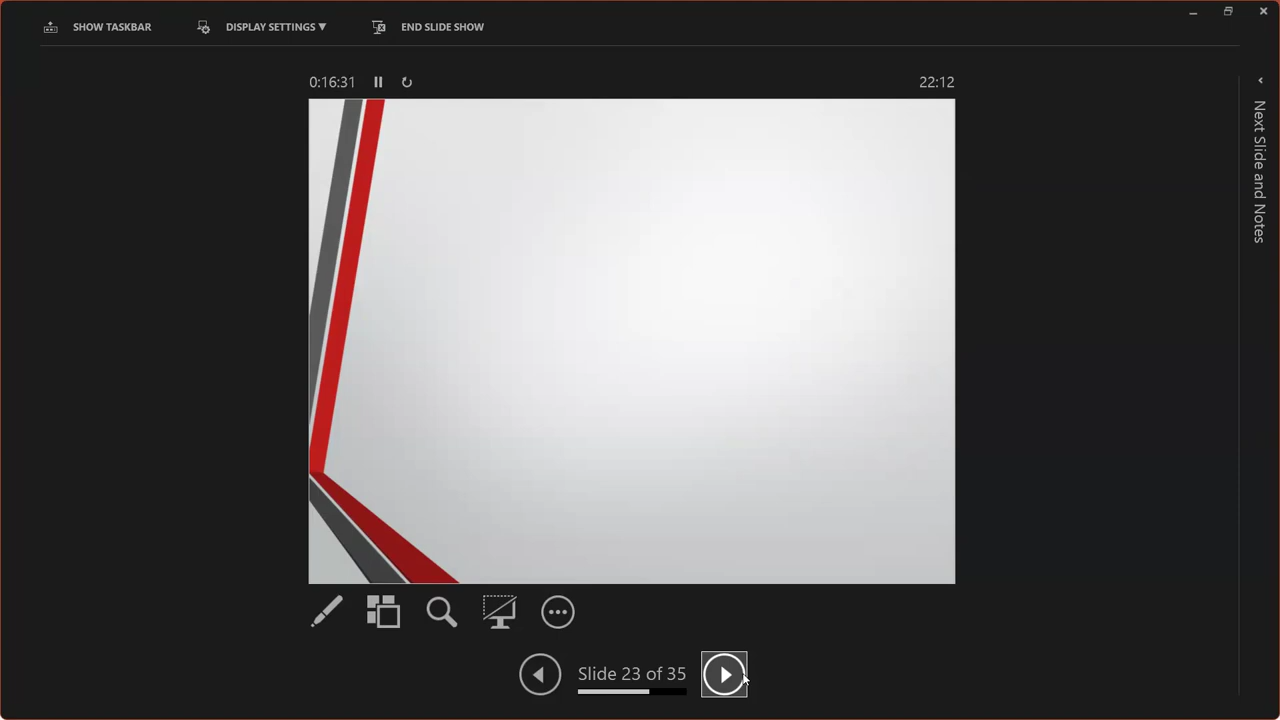 SHOW TASKBAR DISPLAY SETTINGS ▼ END SLIDE SHOW
0:16:31 22:12
Next Slide and Notes
Slide 23 of 35